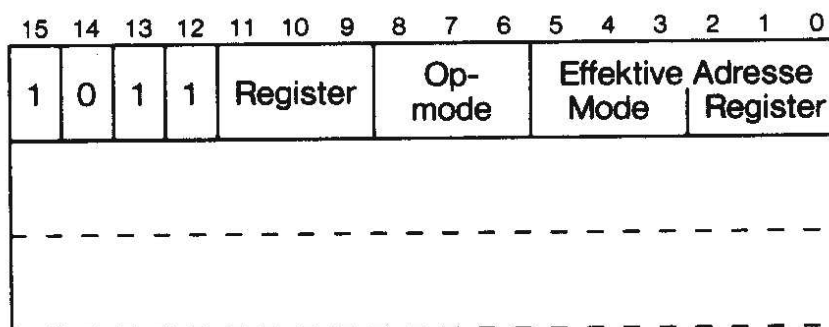 15 14 13 12 11 10 9 8 7 6 5 4 3 2 1 0
1 0 1 1 Register Op- Effektive Adresse
mode Mode Register